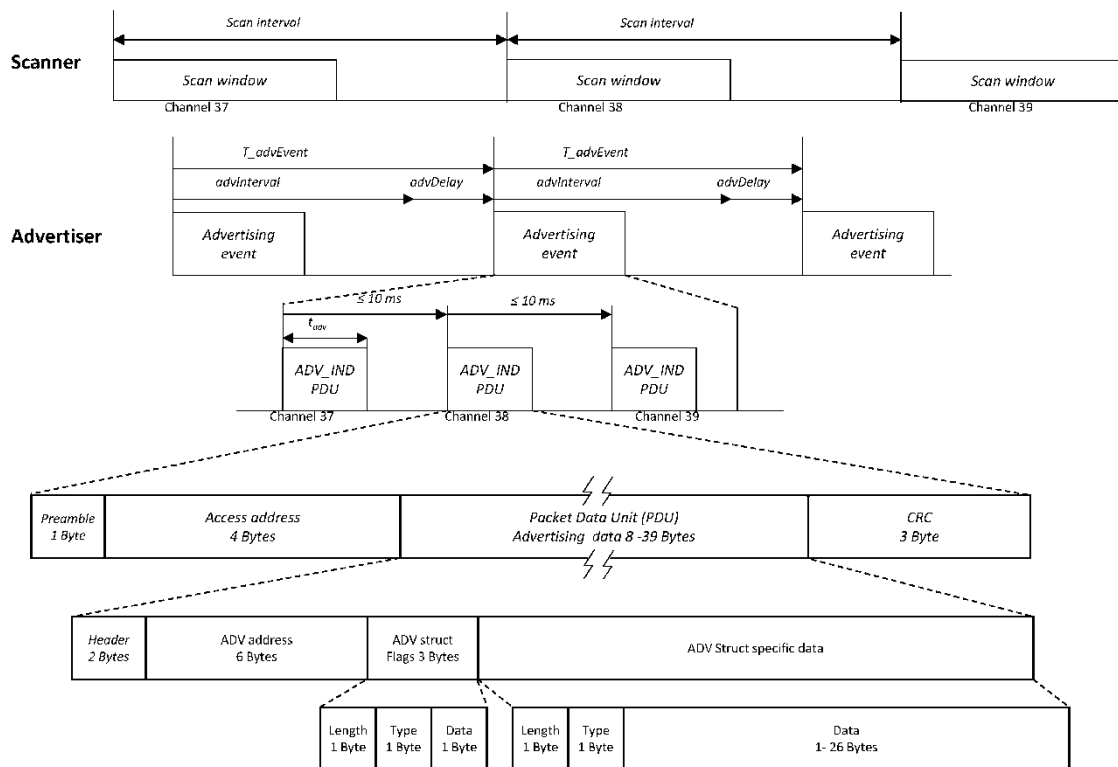 Scan interval
Scan interval
Scanner
Scan window
Scan window
Scan window
Channel 37
Channel 38
Channel 39
T_advEvent
T_advEvent
advInterval
advDelay
advInterval
advDelay
Advertiser
Advertising
event
Advertising
event
Advertising
event
≤ 10 ms
≤ 10 ms
tadv
ADV_IND
PDU
ADV_IND
PDU
ADV_IND
PDU
Channel 37
Channel 38
Channel 39
Preamble
1 Byte
Access address
4 Bytes
Packet Data Unit (PDU)
Advertising data 8 -39 Bytes
CRC
3 Byte
Header
2 Bytes
ADV address
6 Bytes
ADV struct
Flags 3 Bytes
ADV Struct specific data
Length
1 Byte
Type
1 Byte
Data
1 Byte
Length
1 Byte
Type
1 Byte
Data
1- 26 Bytes